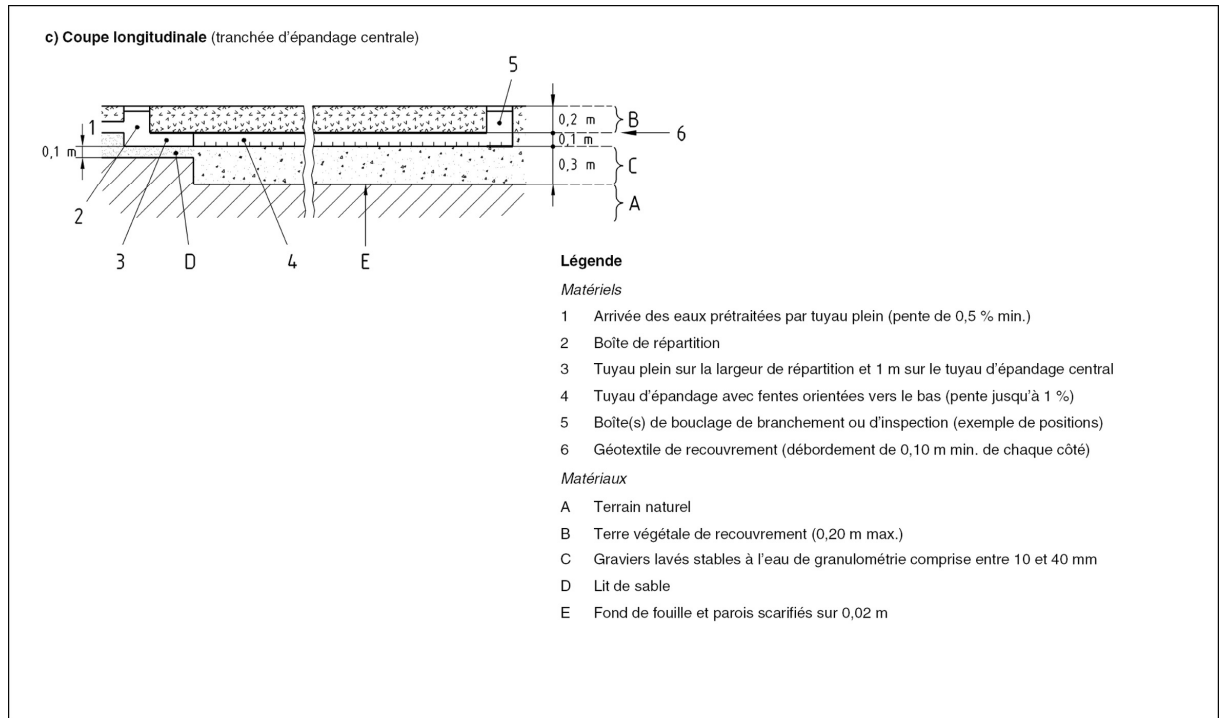 c) Coupe longitudinale (tranchée d'épandage centrale)
5
0,2 m
B
1
0,1 m
6
0,1 m
0,3 m
C
A
2
3
D
4
E
Légende
Matériels
1 Arrivée des eaux prétraitées par tuyau plein (pente de 0,5 % min.)
2 Boîte de répartition
3 Tuyau plein sur la largeur de répartition et 1 m sur le tuyau d'épandage central
4 Tuyau d'épandage avec fentes orientées vers le bas (pente jusqu'à 1 %)
5 Boîte(s) de bouclage de branchement ou d'inspection (exemple de positions)
6 Géotextile de recouvrement (débordement de 0,10 m min. de chaque côté)
Matériaux
A Terrain naturel
B Terre végétale de recouvrement (0,20 m max.)
C Graviers lavés stables à l'eau de granulométrie comprise entre 10 et 40 mm
D Lit de sable
E Fond de fouille et parois scarifiés sur 0,02 m